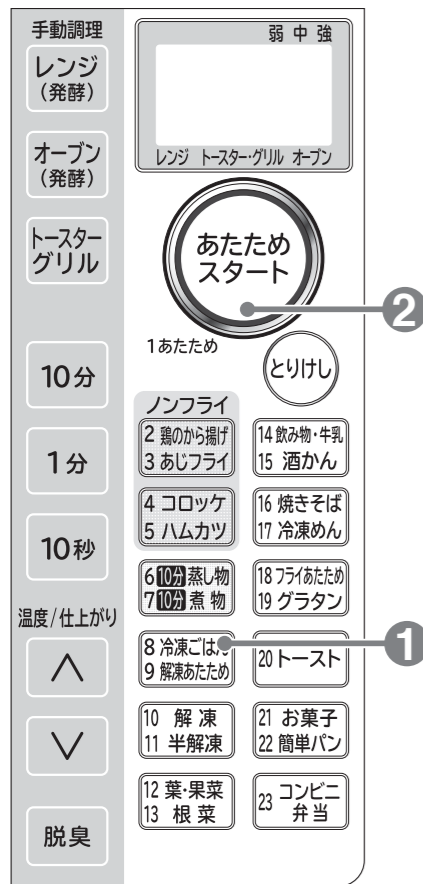 手動調理
レンジ
(発酵)
オーブン
(発酵)
トースター
グリル
10分
1分
10秒
温度/仕上がり
脱臭
弱 中 強
レンジ トースター・グリル オーブン
あたため
スタート
2
1あたため
とりけし
ノンフライ
2 鶏のから揚げ
3 あじフライ
4 コロッケ
5 ハムカツ
6 10分 蒸し物
7 10分 煮物
8 冷凍ごはん
9 解凍あたため
1
10 解凍
11 半解凍
12 葉・果菜
13 根菜
14 飲み物・牛乳
15 酒かん
16 焼きそば
17 冷凍めん
18 フライあたため
19 グラタン
20 トースト
21 お菓子
22 簡単パン
23 コンビニ
弁当